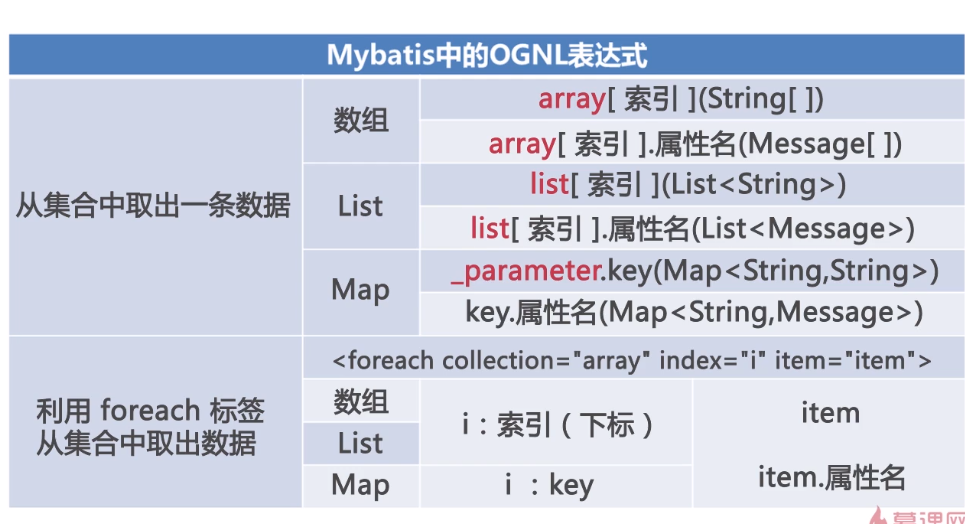 Mybatis中的OGNL表达式
从集合中取出一条数据
数组
array[ 索引 ](String[ ])
array[ 索引 ].属性名(Message[ ])
List
list[ 索引 ](List<String>)
list[ 索引 ].属性名(List<Message>)
Map
_parameter.key(Map<String,String>)
key.属性名(Map<String,Message>)
利用 foreach 标签
从集合中取出数据
<foreach collection="array" index="i" item="item">
数组
List
i：索引（下标）
Map
i ：key
item
item.属性名
慕课网